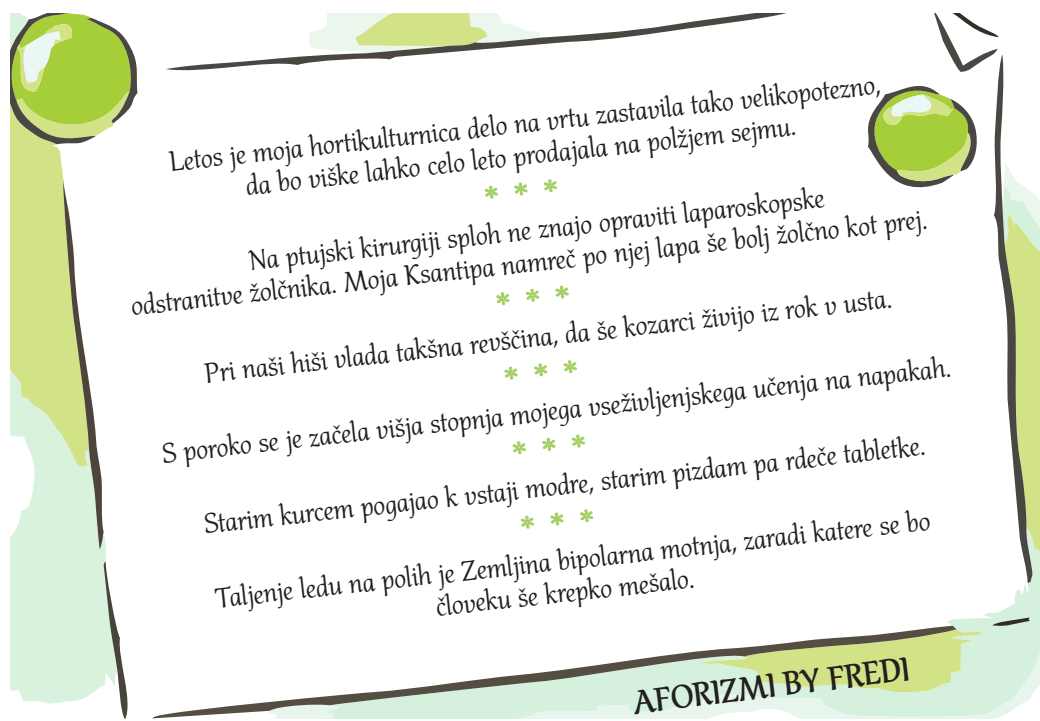 Letos je moja hortikulturnica delo na vrtu zastavila tako velikopotezno,
da bo viške lahko celo leto prodajala na polžjem sejmu.
* * *
Na ptujski kirurgiji sploh ne znajo opraviti laparoskopske
odstranitve žolčnika. Moja Ksantipa namreč po njej lapa še bolj žolčno kot prej.
* * *
Pri naši hiši vlada takšna revščina, da še kozarci živijo iz rok v usta.
* * *
S poroko se je začela višja stopnja mojega vseživljenjskega učenja na napakah.
* * *
Starim kurcem pogajao k vstaji modre, starim pizdam pa rdeče tabletke.
* * *
Taljenje ledu na polih je Zemljina bipolarna motnja, zaradi katere se bo
človeku še krepko mešalo.
AFORIZMI BY FREDI